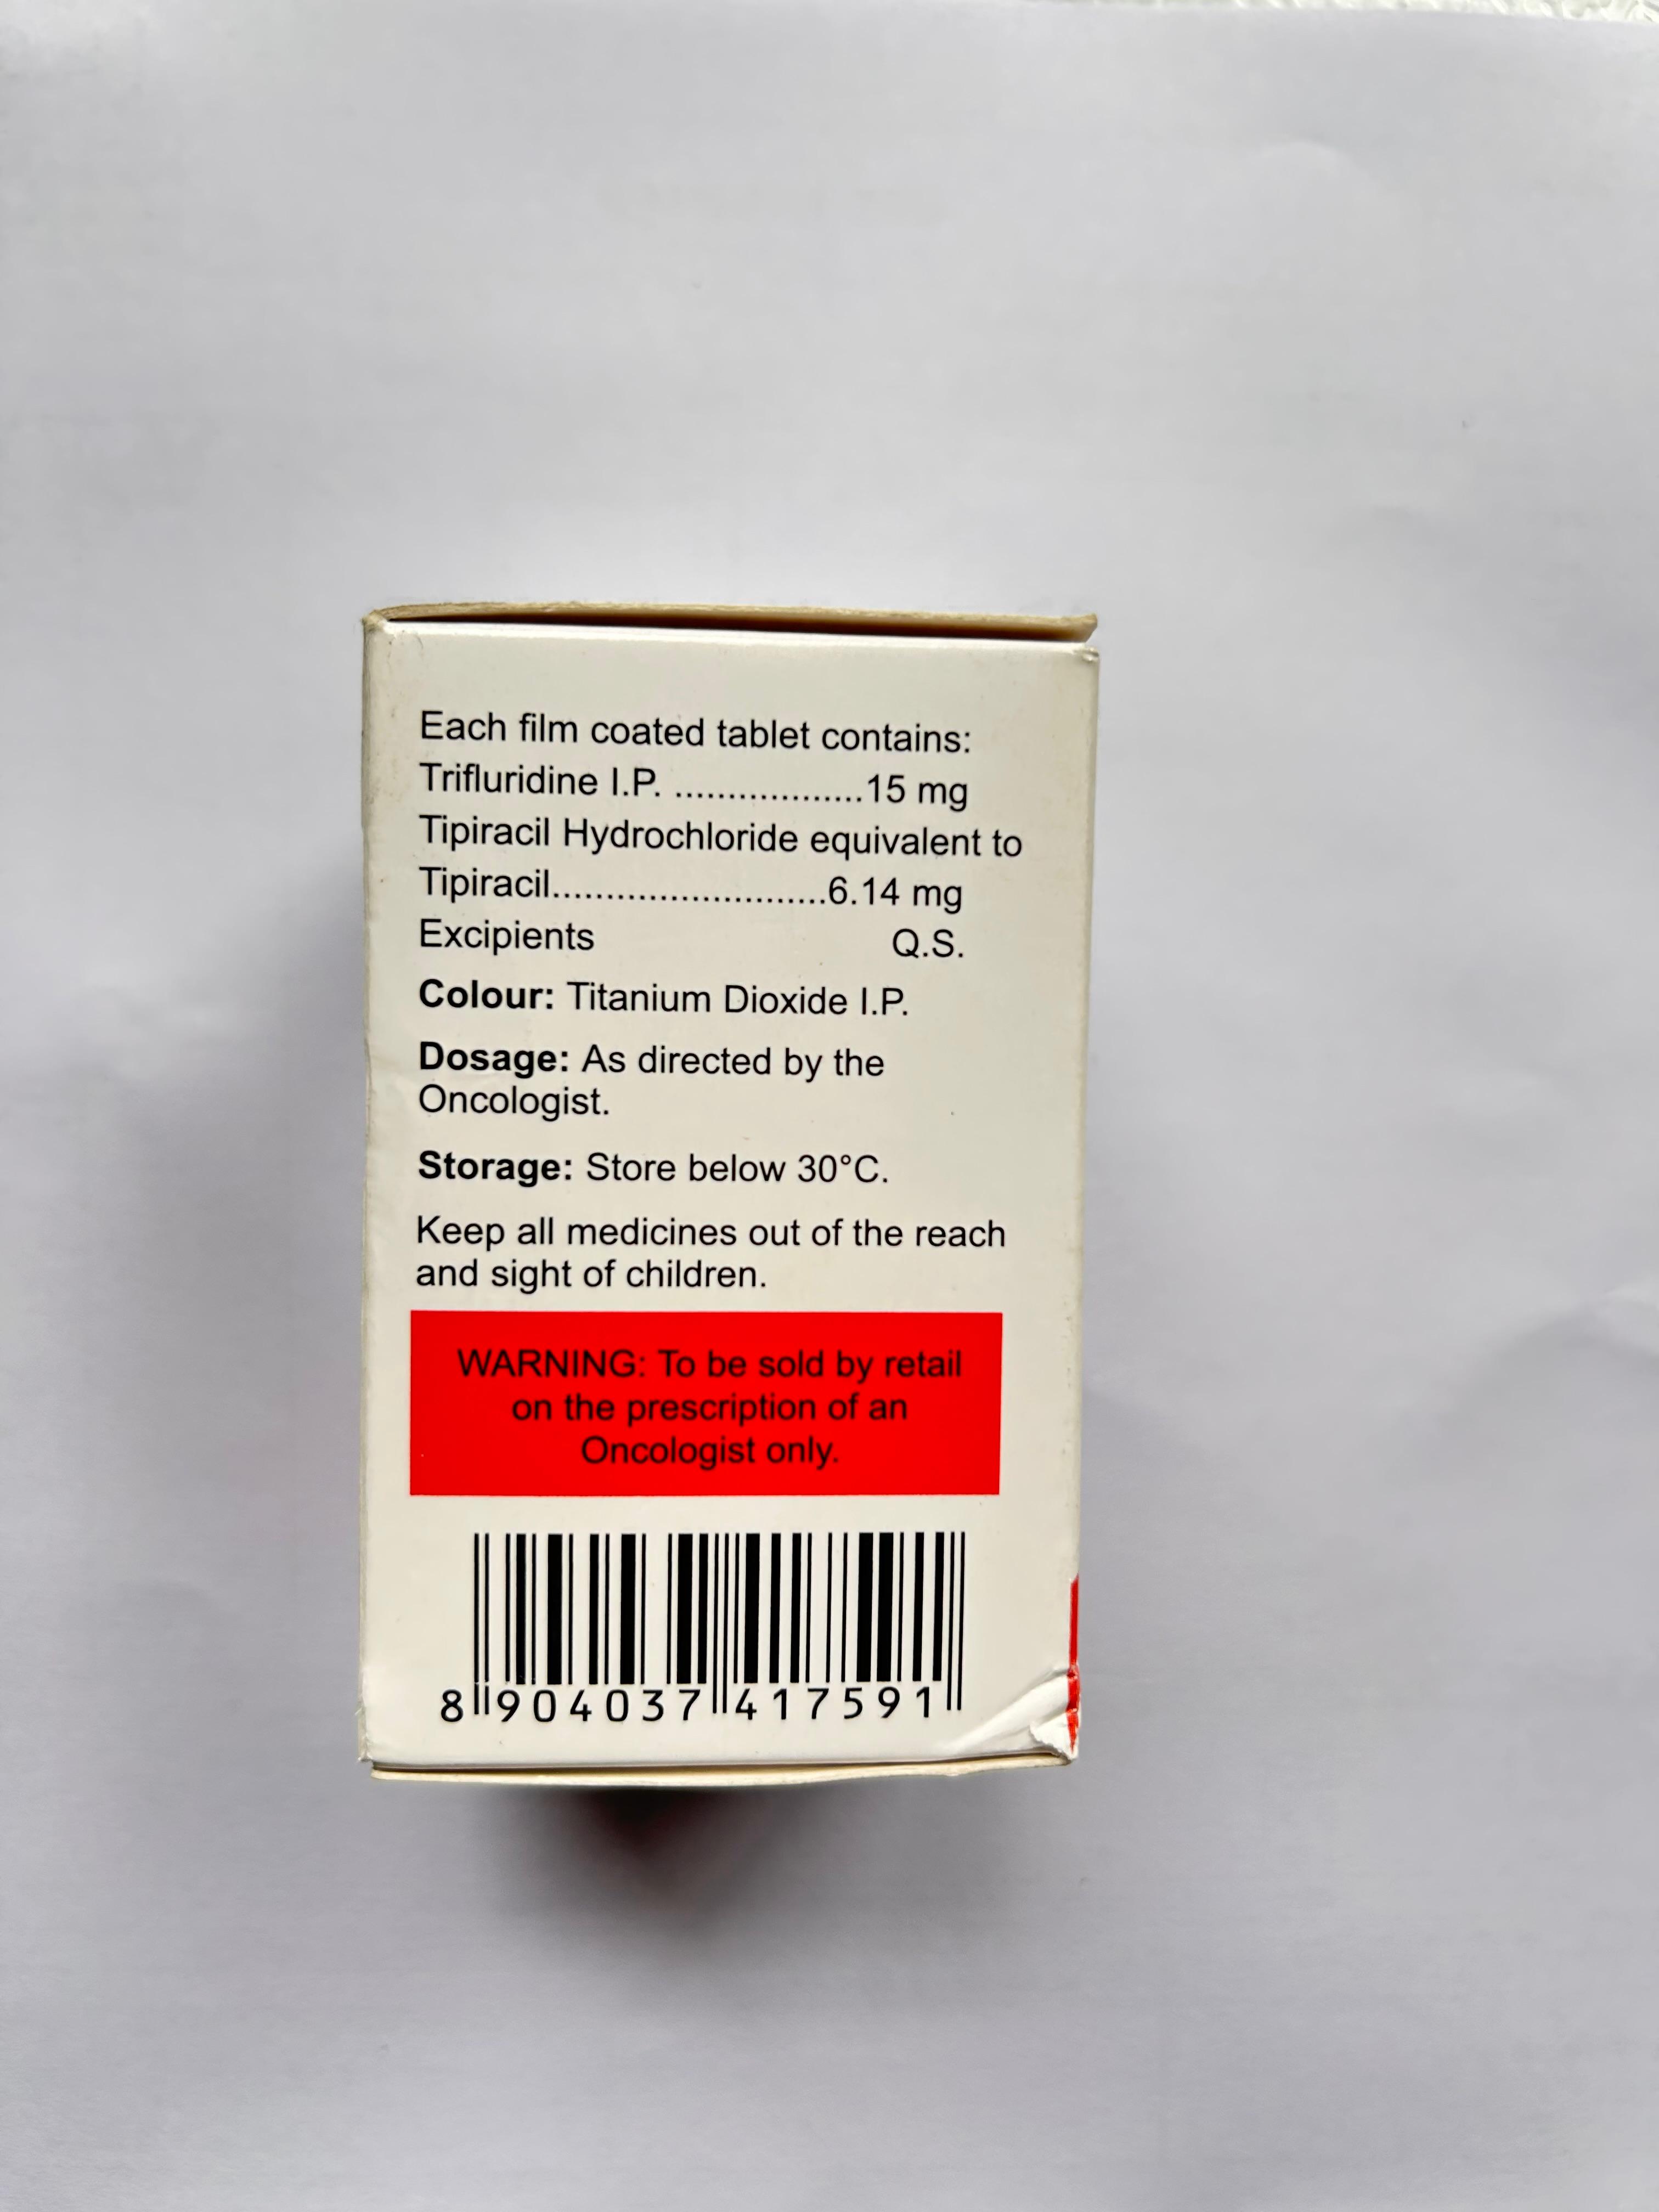 Each film coated tablet contains:
Trifluridine I.P. ..................15 mg
Tipiracil Hydrochloride equivalent to
Tipiracil..........................6.14 mg
Excipients Q.S.
Colour: Titanium Dioxide I.P.
Dosage: As directed by the
Oncologist.
Storage: Store below 30°C.
Keep all medicines out of the reach
and sight of children.
WARNING: To be sold by retail
on the prescription of an
Oncologist only.
8 904037 417591